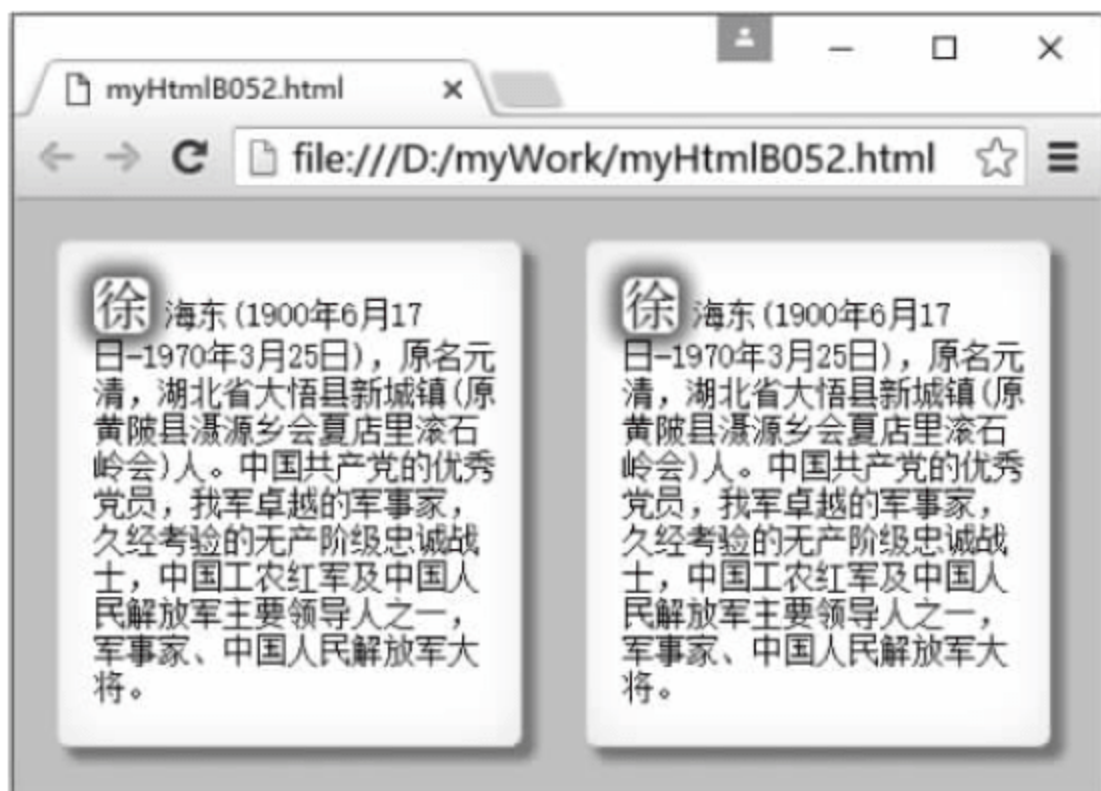 myHtmlB052.html
file:///D:/myWork/myHtmlB052.html
徐 海东(1900年6月17
日-1970年3月25日)，原名元
清，湖北省大悟县新城镇(原
黄陂县滠源乡会夏店里滚石
岭会)人。中国共产党的优秀
党员，我军卓越的军事家，
久经考验的无产阶级忠诚战
士，中国工农红军及中国人
民解放军主要领导人之一，
军事家、中国人民解放军大
将。
徐 海东(1900年6月17
日-1970年3月25日)，原名元
清，湖北省大悟县新城镇(原
黄陂县滠源乡会夏店里滚石
岭会)人。中国共产党的优秀
党员，我军卓越的军事家，
久经考验的无产阶级忠诚战
士，中国工农红军及中国人
民解放军主要领导人之一，
军事家、中国人民解放军大
将。